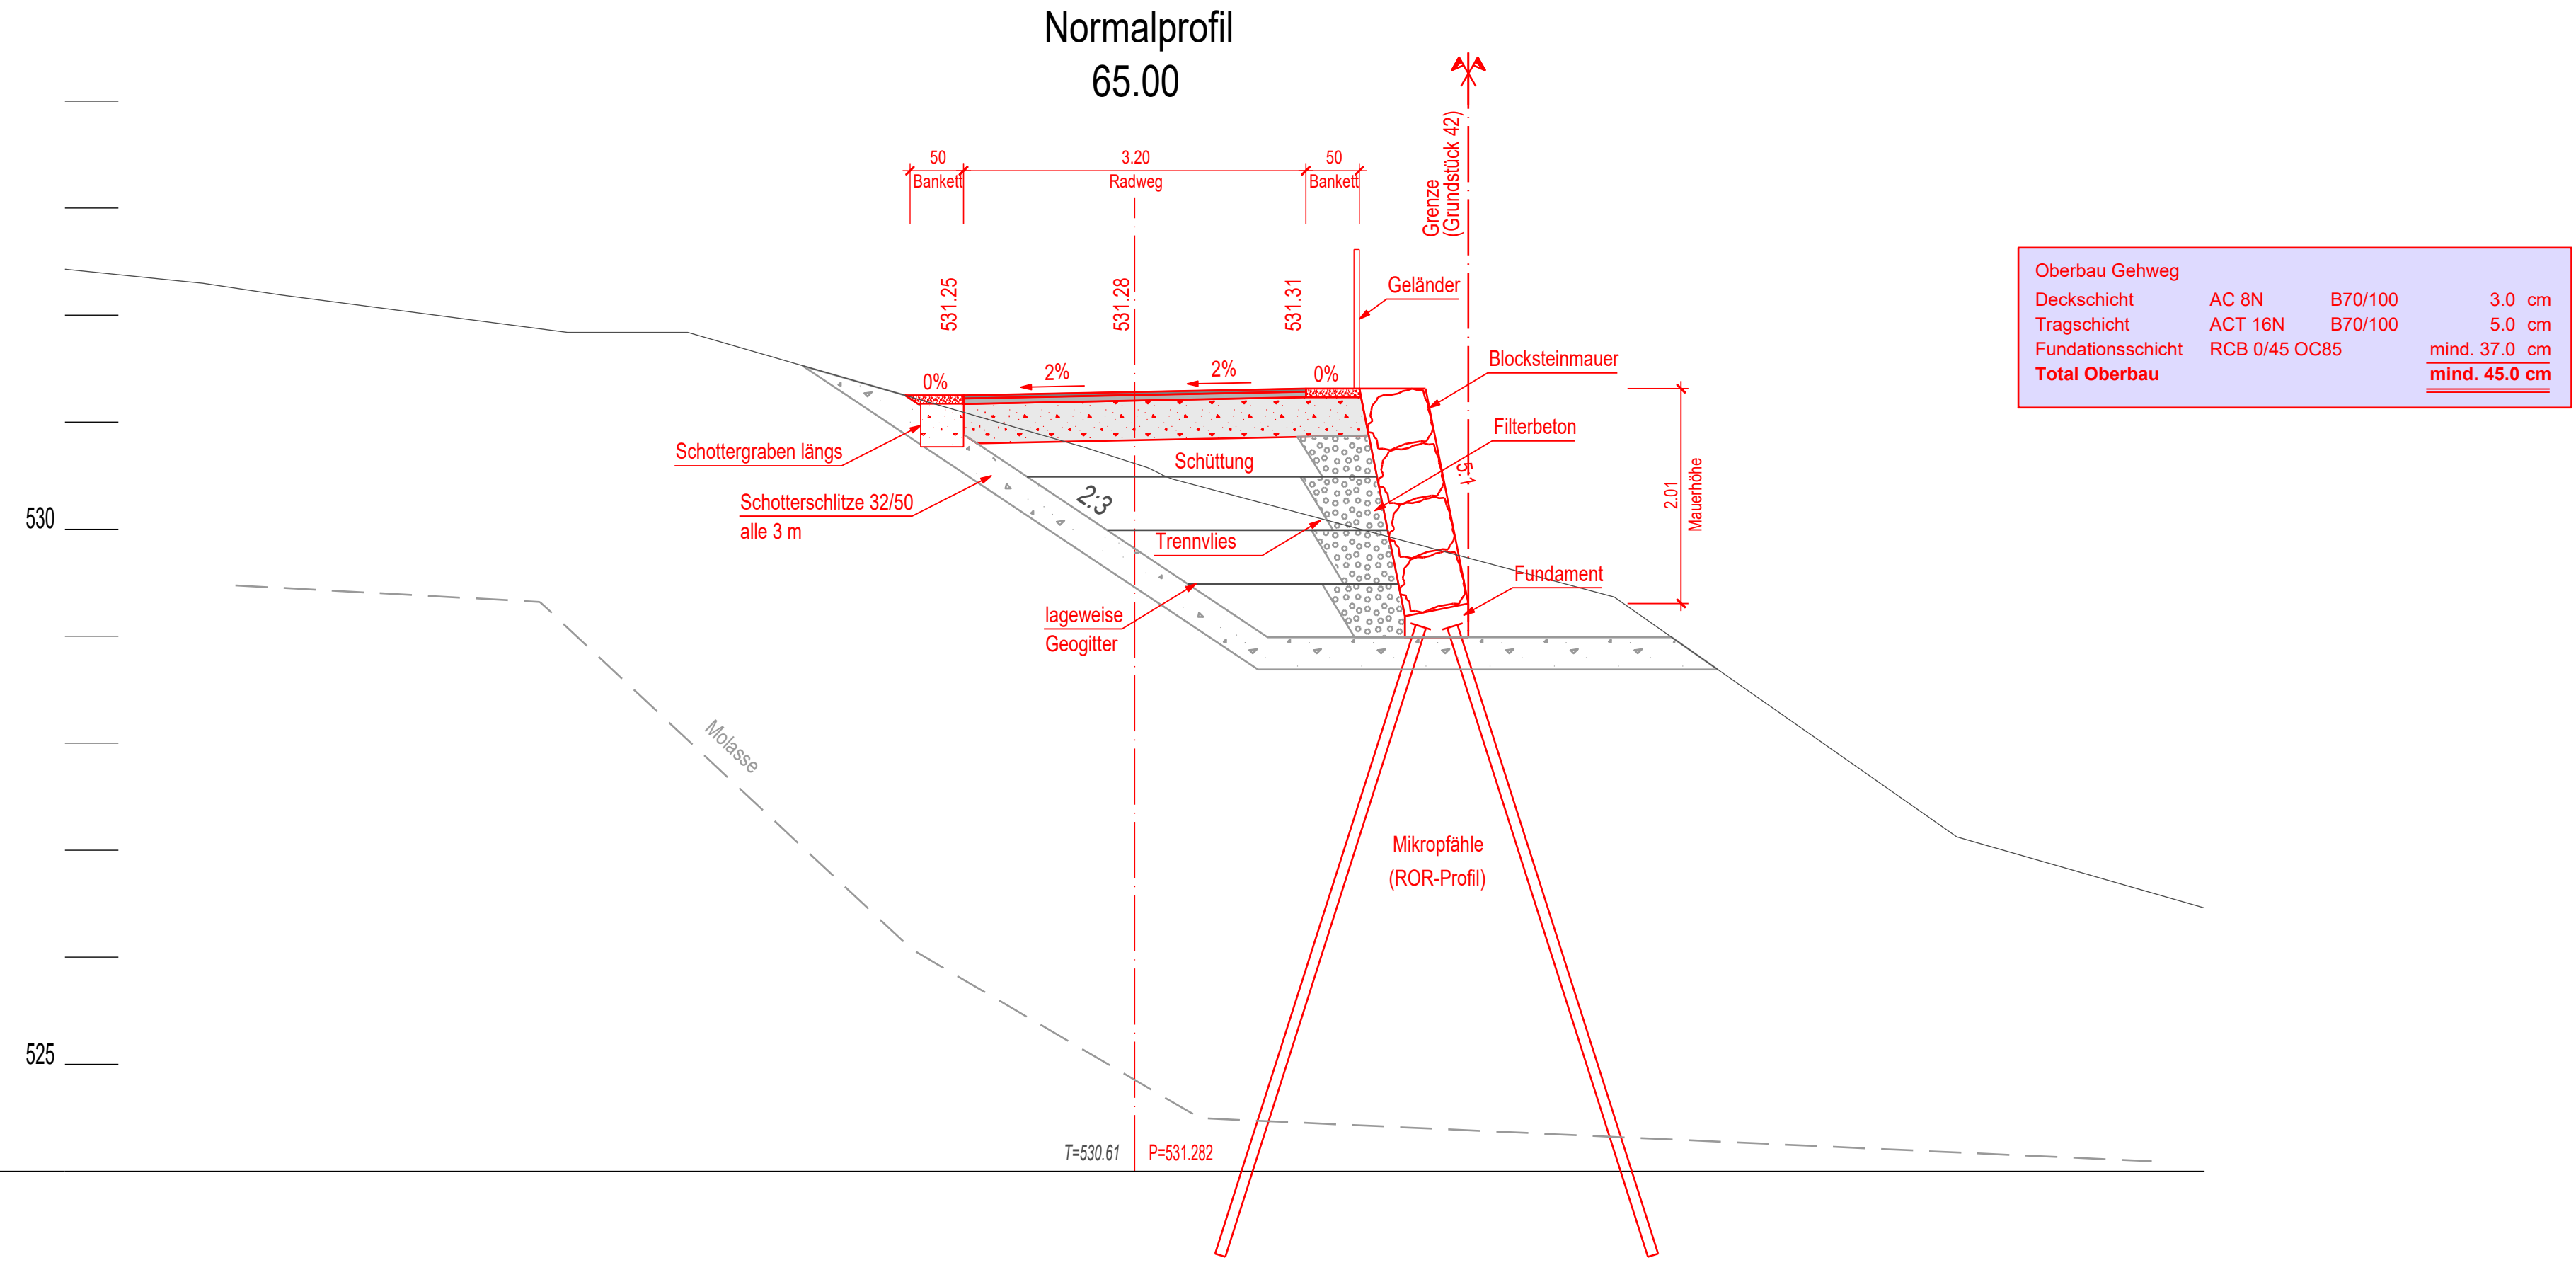 Normalprofil
65.00
50
3.20
50
Bankett
Radweg
Bankett
Grenze
(Grundstück 42)
531.25
531.28
531.31
Geländer
Oberbau Gehweg
Deckschicht AC 8N B70/100 3.0 cm
Tragschicht ACT 16N B70/100 5.0 cm
Fundationsschicht RCB 0/45 OC85 mind. 37.0 cm
Total Oberbau mind. 45.0 cm
0%
2%
2%
0%
Blocksteinmauer
Filterbeton
Schottergraben längs
Schüttung
5:1
2.01
Mauerhöhe
Schotterschlitze 32/50
alle 3 m
2:3
530
Trennvlies
Fundament
lageweise
Geogitter
Molasse
Mikropfähle
(ROR-Profil)
525
T=530.61
P=531.282